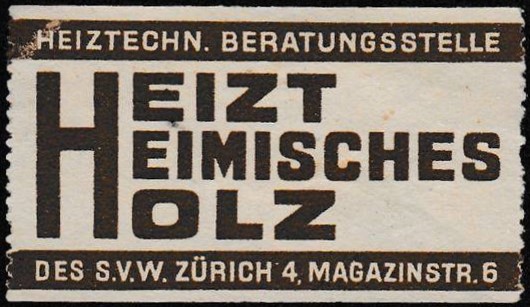 HEIZTECHN. BERATUNGSSTELLE
HEIZT
HEIMISCHES
HOLZ
DES S.V.W. ZÜRICH 4, MAGAZINSTR. 6